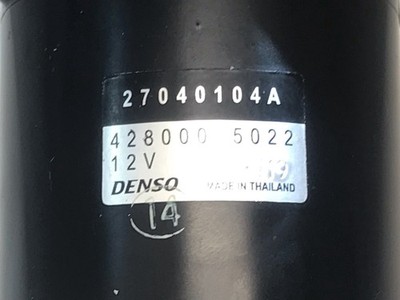 27040104A
428000 5022
12V
DENSO MADE IN THAILAND
14